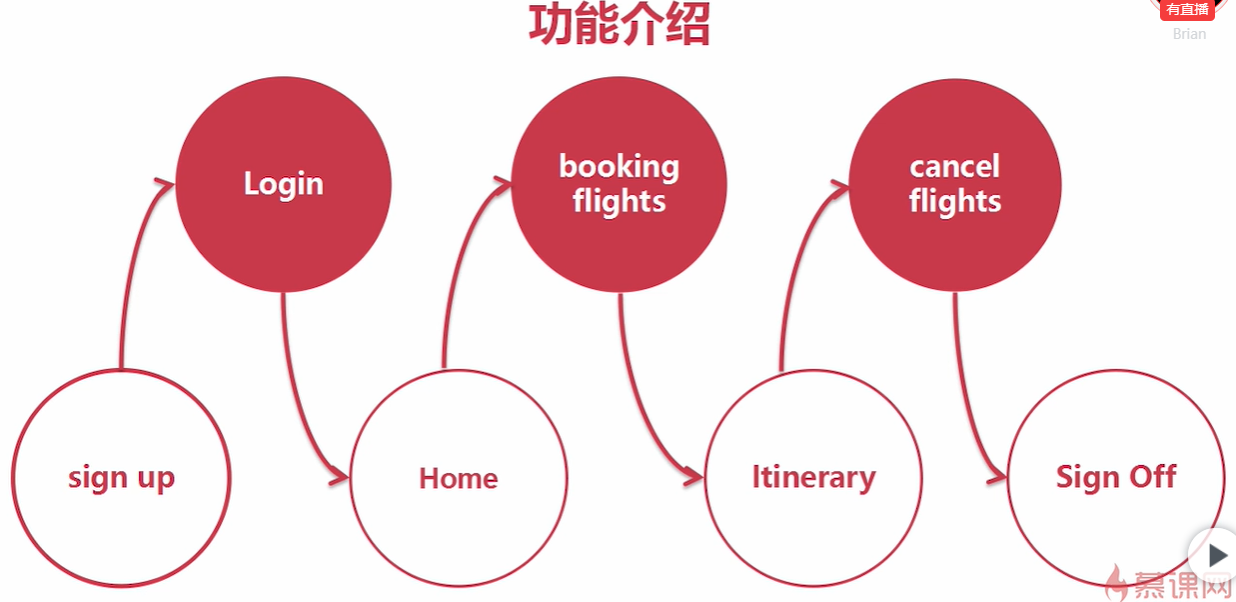 功能介绍
有直播
Brian
Login
booking
flights
cancel
flights
sign up
Home
Itinerary
Sign Off
慕课网